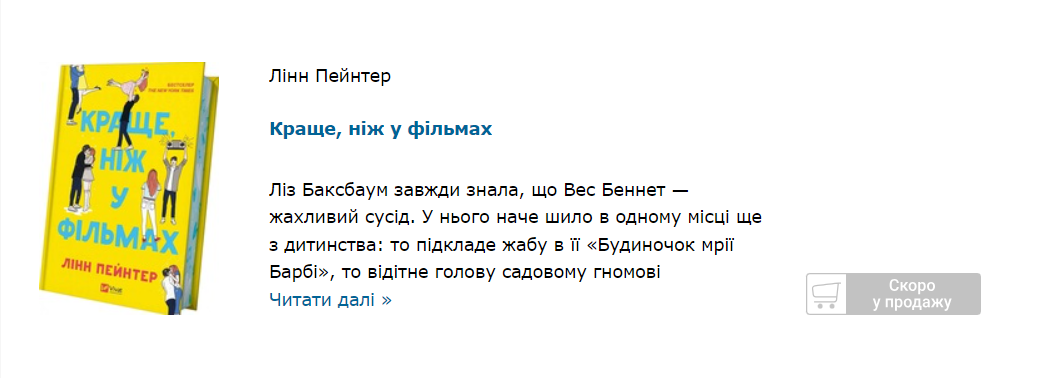 БЕСТСЕЛЕР
THE NEW YORK TIMES
КРАЩЕ,
НІЖ
У
ФІЛЬМАХ
ЛІНН ПЕЙНТЕР
Vivat
Лінн Пейнтер
Краще, ніж у фільмах
Ліз Баксбаум завжди знала, що Вес Беннет —
жахливий сусід. У нього наче шило в одному місці ще
з дитинства: то підкладе жабу в її «Будиночок мрії
Барбі», то відітне голову садовому гномові
Читати далі »
Скоро
у продажу